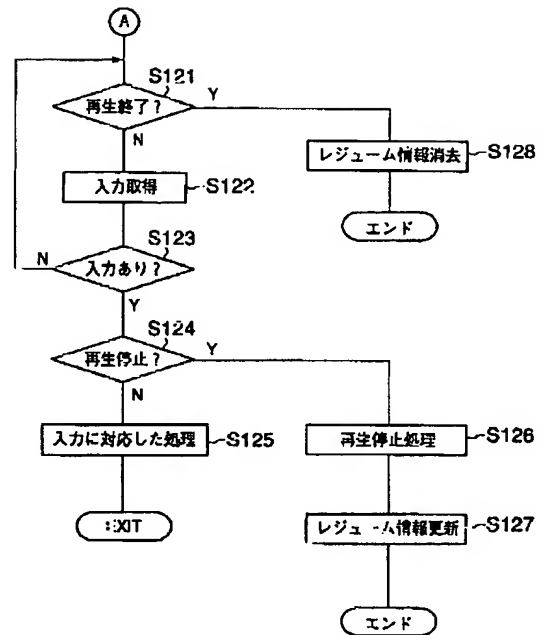 A
S121
再生終了?
Y
N
レジューム情報消去
S128
入力取得
S122
エンド
S123
N
入力あり?
Y
S124
再生停止?
Y
N
入力に対応した処理
S125
再生停止処理
S126
:EXIT
レジューム情報更新
S127
エンド